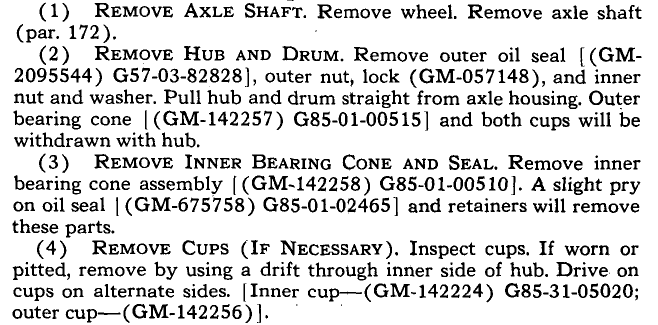 (1) REMOVE AXLE SHAFT. Remove wheel. Remove axle shaft
(par. 172).
(2) REMOVE HUB AND DRUM. Remove outer oil seal [(GM-
2095544) G57-03-82828], outer nut, lock (GM-057148), and inner
nut and washer. Pull hub and drum straight from axle housing. Outer
bearing cone [(GM-142257) G85-01-00515] and both cups will be
withdrawn with hub.
(3) REMOVE INNER BEARING CONE AND SEAL. Remove inner
bearing cone assembly [(GM-142258) G85-01-00510]. A slight pry
on oil seal [(GM-675758) G85-01-02465] and retainers will remove
these parts.
(4) REMOVE CUPS (IF NECESSARY). Inspect cups. If worn or
pitted, remove by using a drift through inner side of hub. Drive on
cups on alternate sides. [Inner cup—(GM-142224) G85-31-05020;
outer cup—(GM-142256)].